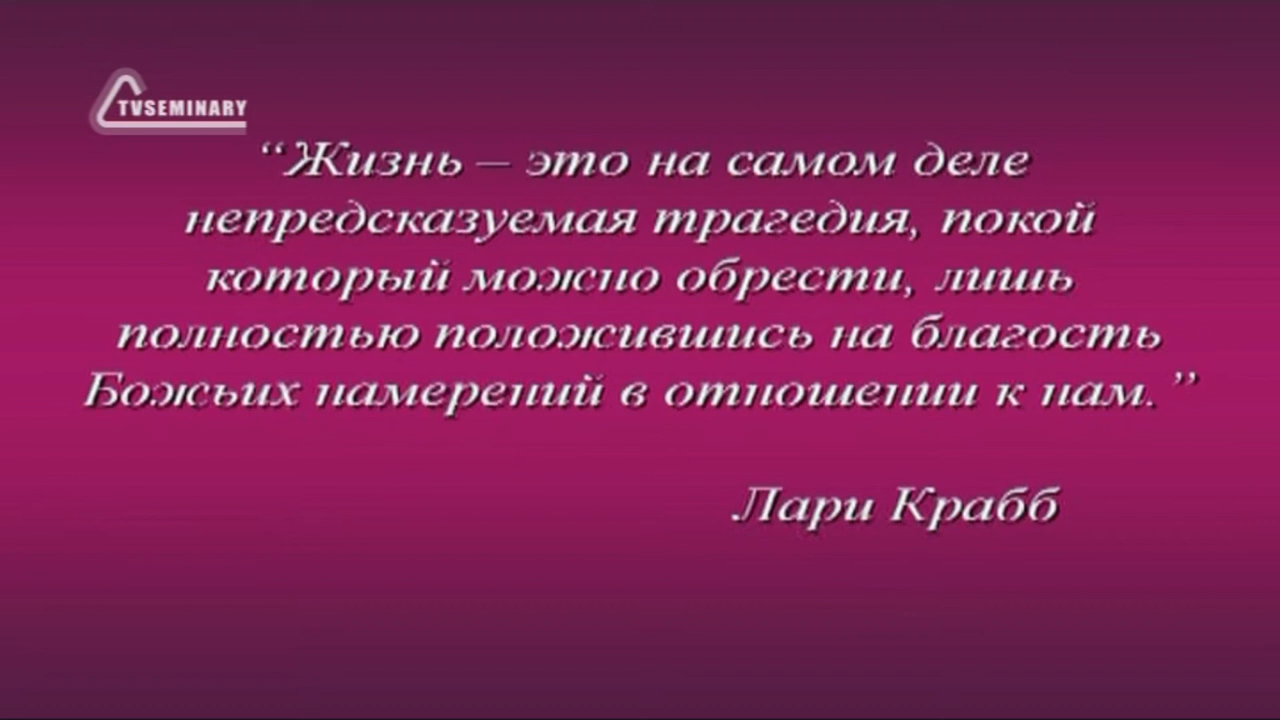 TVSEMINARY
“Жизнь – это на самом деле
непредсказуемая трагедия, покой
который можно обрести, лишь
полностью положившись на благость
Божьих намерений в отношении к нам.”
Лари Крабб